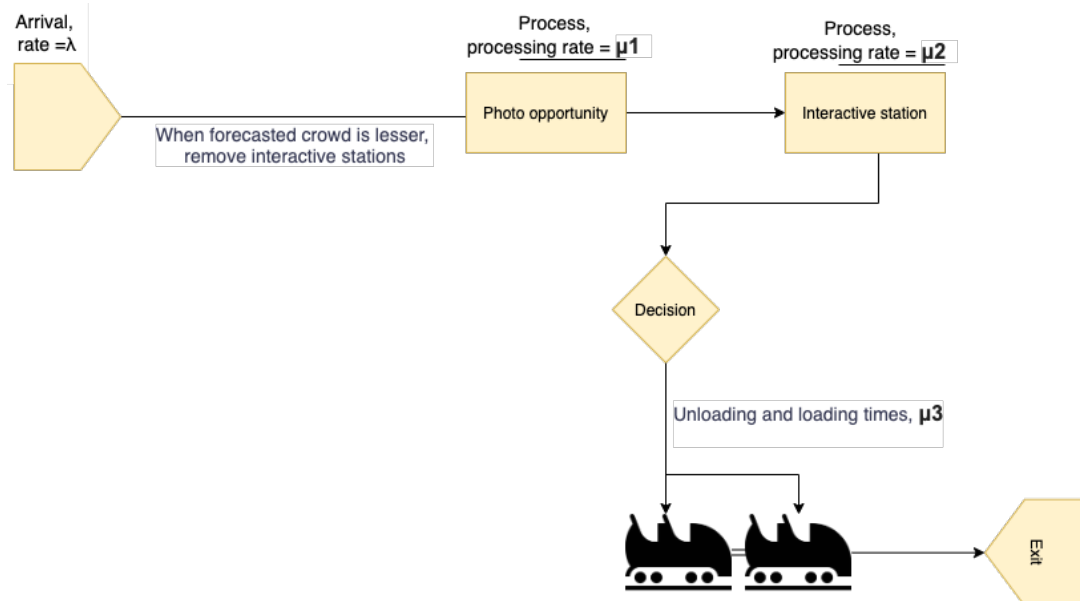 Arrival,
rate =λ
When forecasted crowd is lesser,
remove interactive stations
Process,
processing rate = μ1
Photo opportunity
Process,
processing rate = μ2
Interactive station
Decision
Unloading and loading times, μ3
Exit